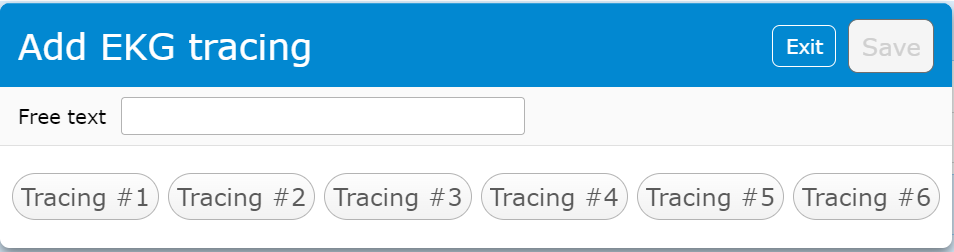 Add EKG tracing Exit Save
Free text
Tracing #1 Tracing #2 Tracing #3 Tracing #4 Tracing #5 Tracing #6